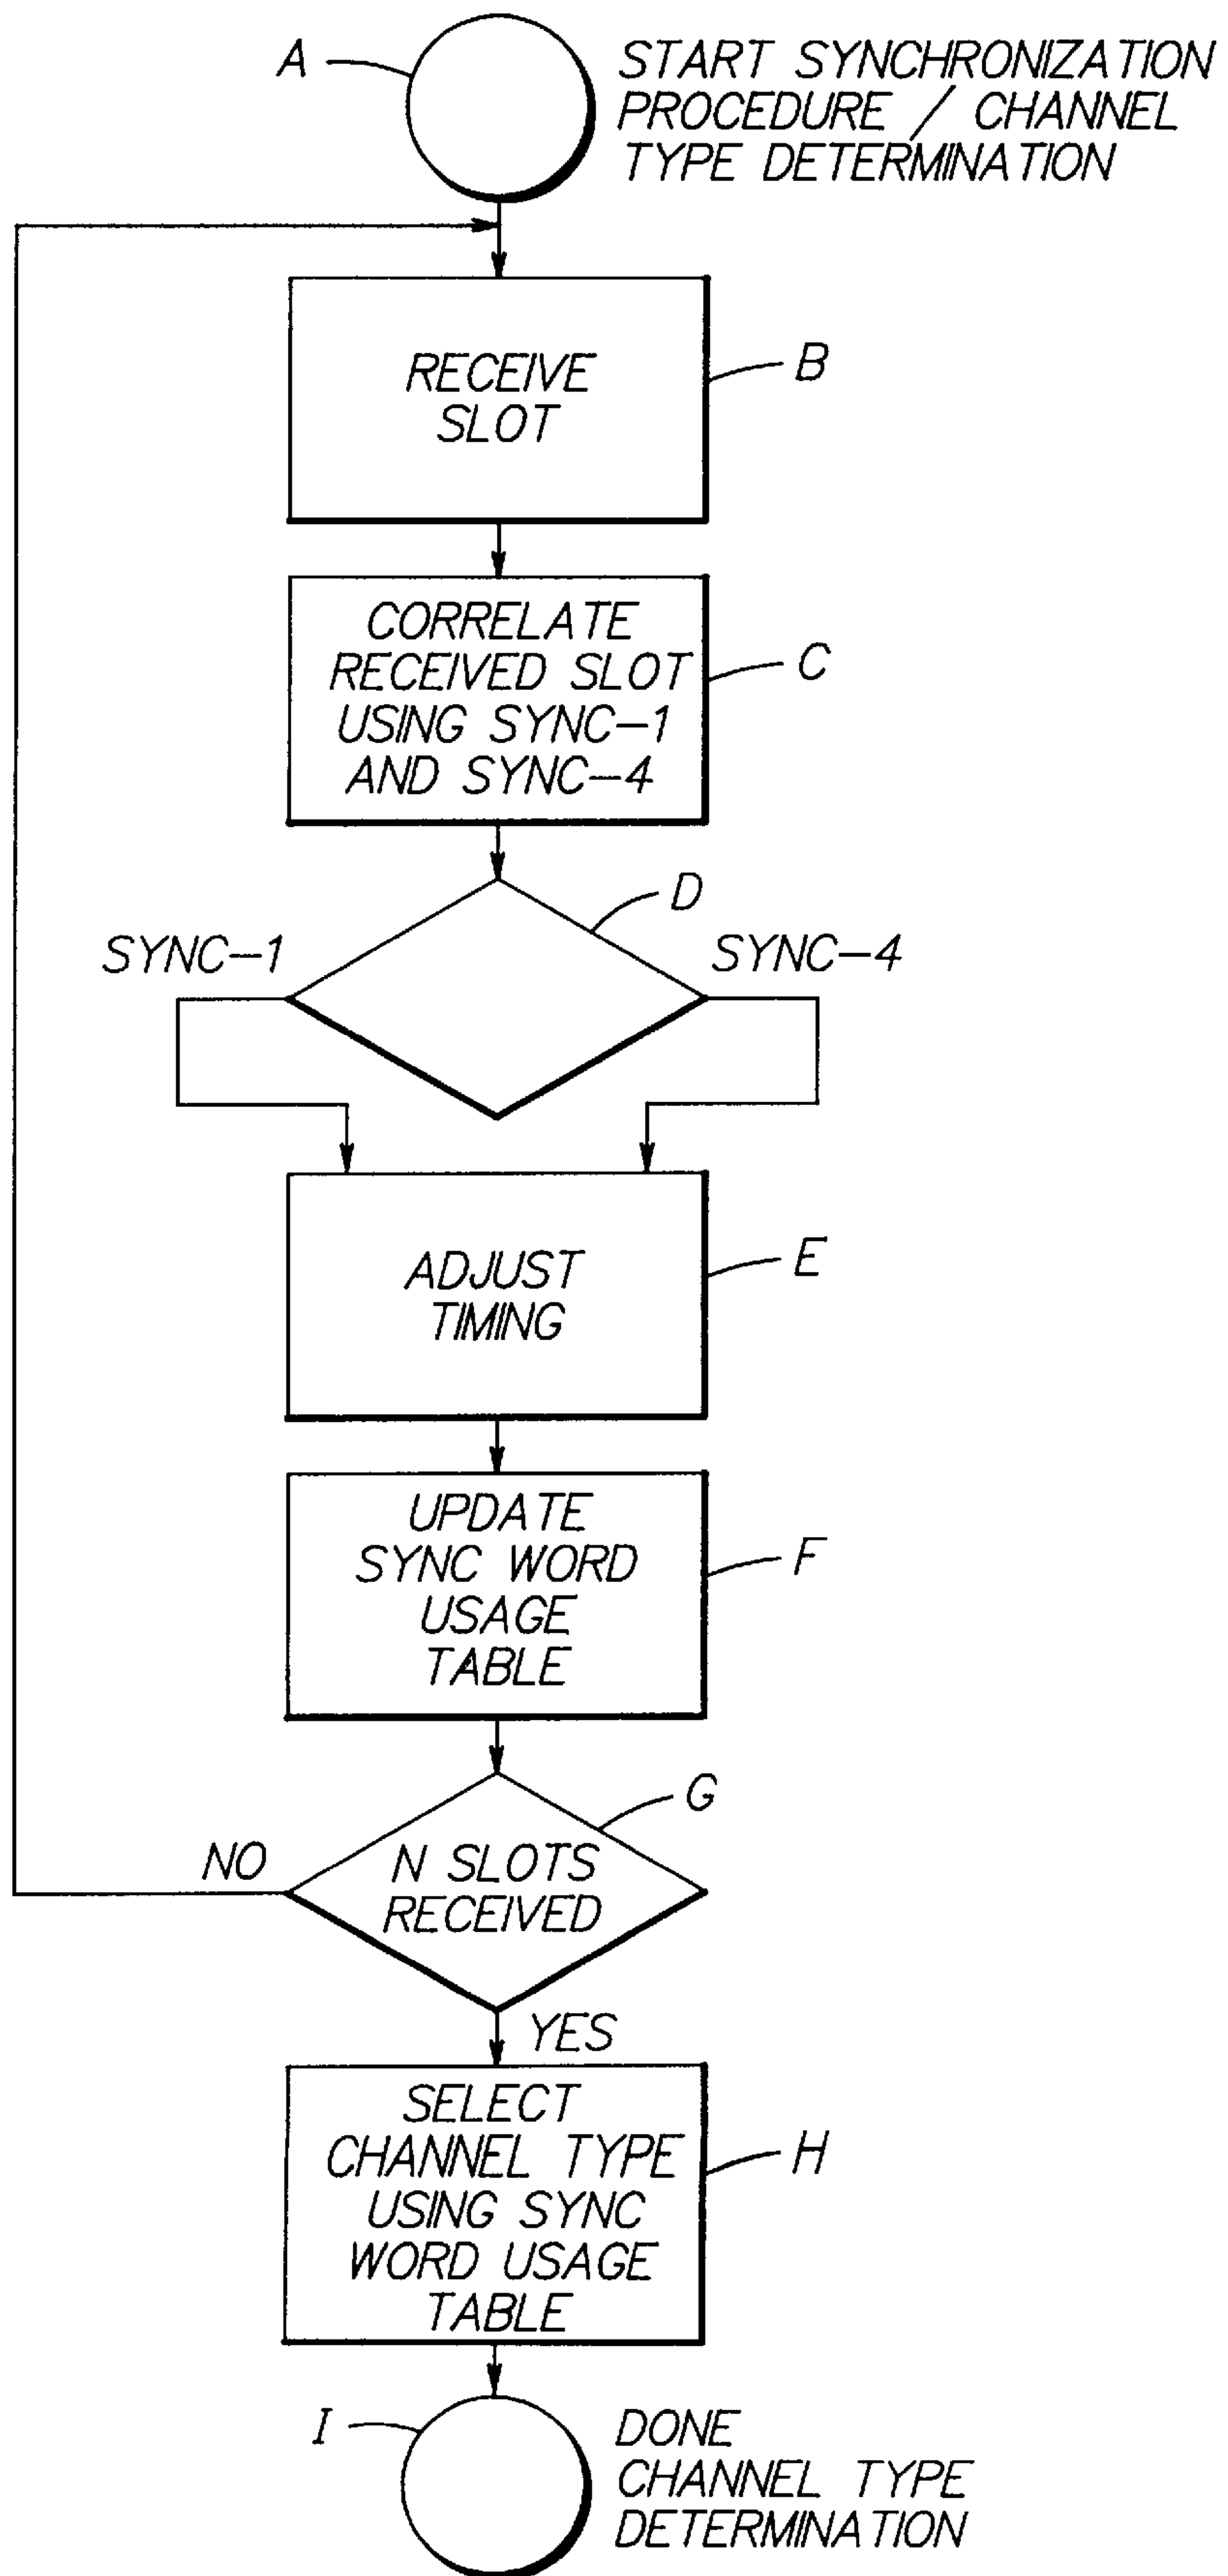 A
START SYNCHRONIZATION
PROCEDURE / CHANNEL
TYPE DETERMINATION
RECEIVE
SLOT
B
CORRELATE
RECEIVED SLOT
USING SYNC-1
AND SYNC-4
C
D
SYNC-1
SYNC-4
ADJUST
TIMING
E
UPDATE
SYNC WORD
USAGE
TABLE
F
G
NO
N SLOTS
RECEIVED
YES
SELECT
CHANNEL TYPE
USING SYNC
WORD USAGE
TABLE
H
I
DONE
CHANNEL TYPE
DETERMINATION